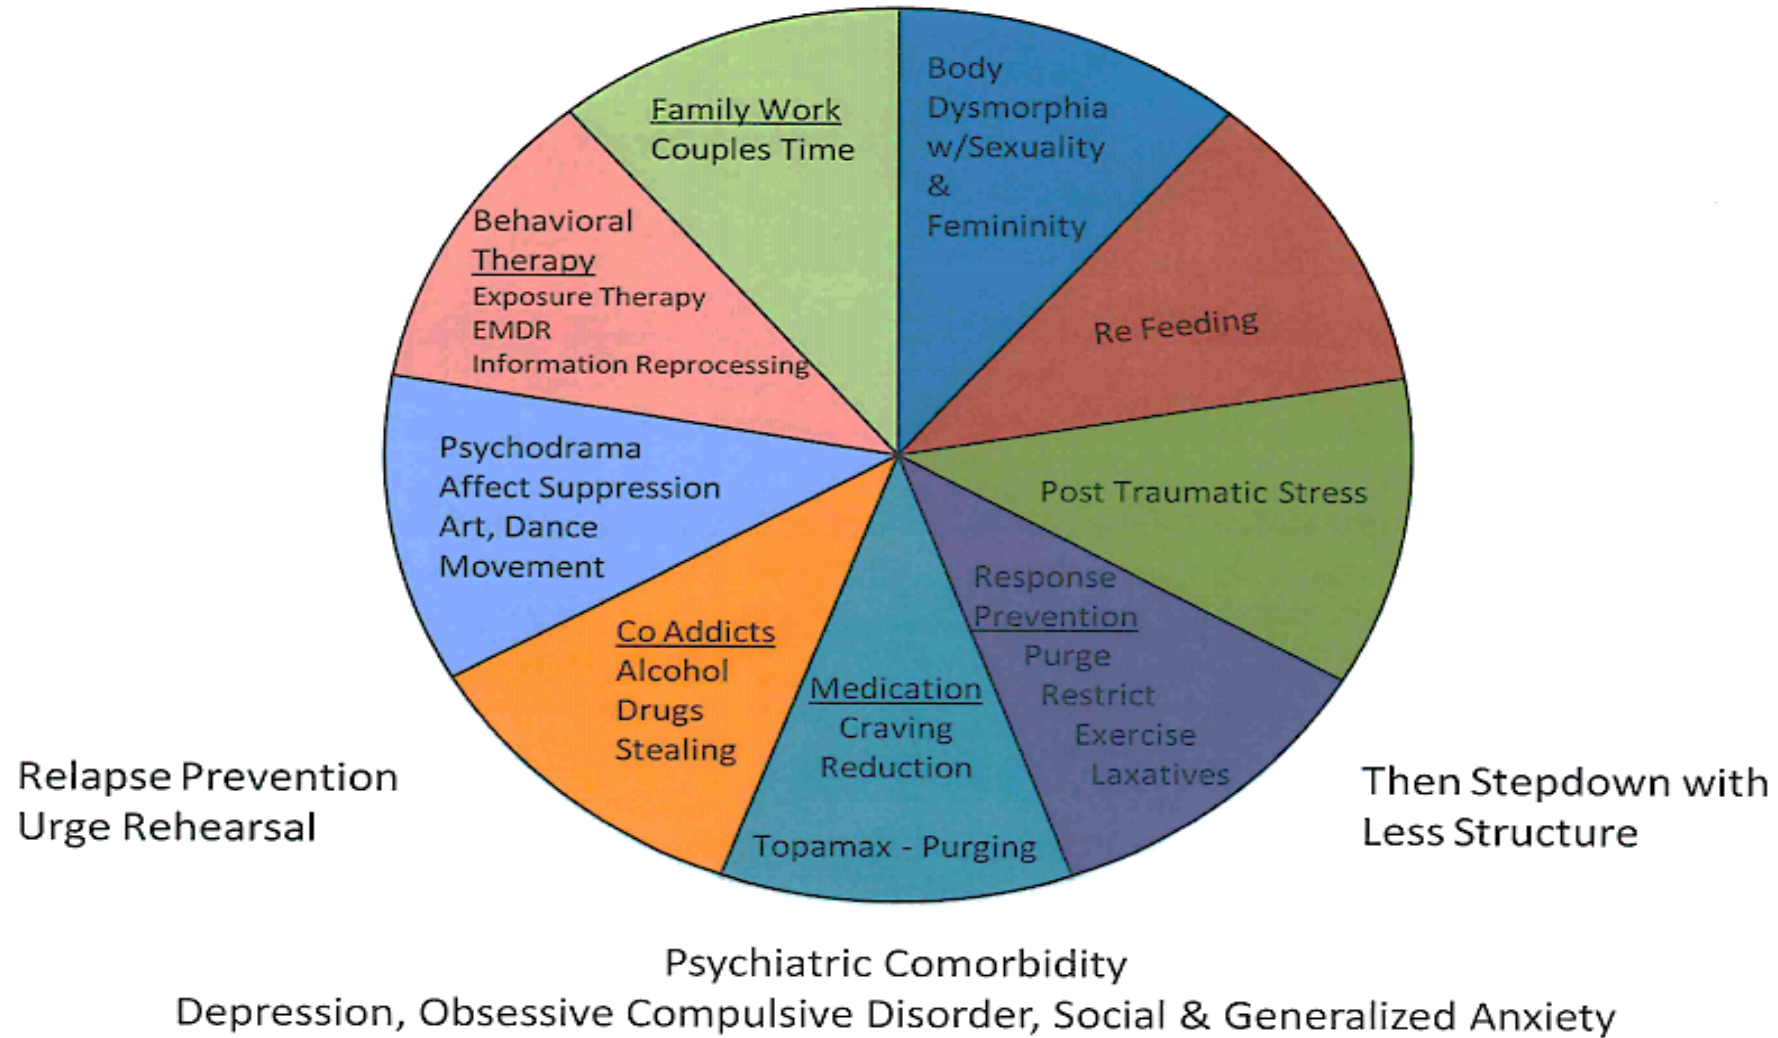 Family Work
Couples Time
Body
Dysmorphia
w/Sexuality
&
Femininity
Re Feeding
Post Traumatic Stress
Response
Prevention
Purge
Restrict
Exercise
Laxatives
Medication
Craving
Reduction
Topamax - Purging
Co Addicts
Alcohol
Drugs
Stealing
Psychodrama
Affect Suppression
Art, Dance
Movement
Behavioral
Therapy
Exposure Therapy
EMDR
Information Reprocessing
Relapse Prevention
Urge Rehearsal
Then Stepdown with
Less Structure
Psychiatric Comorbidity
Depression, Obsessive Compulsive Disorder, Social & Generalized Anxiety